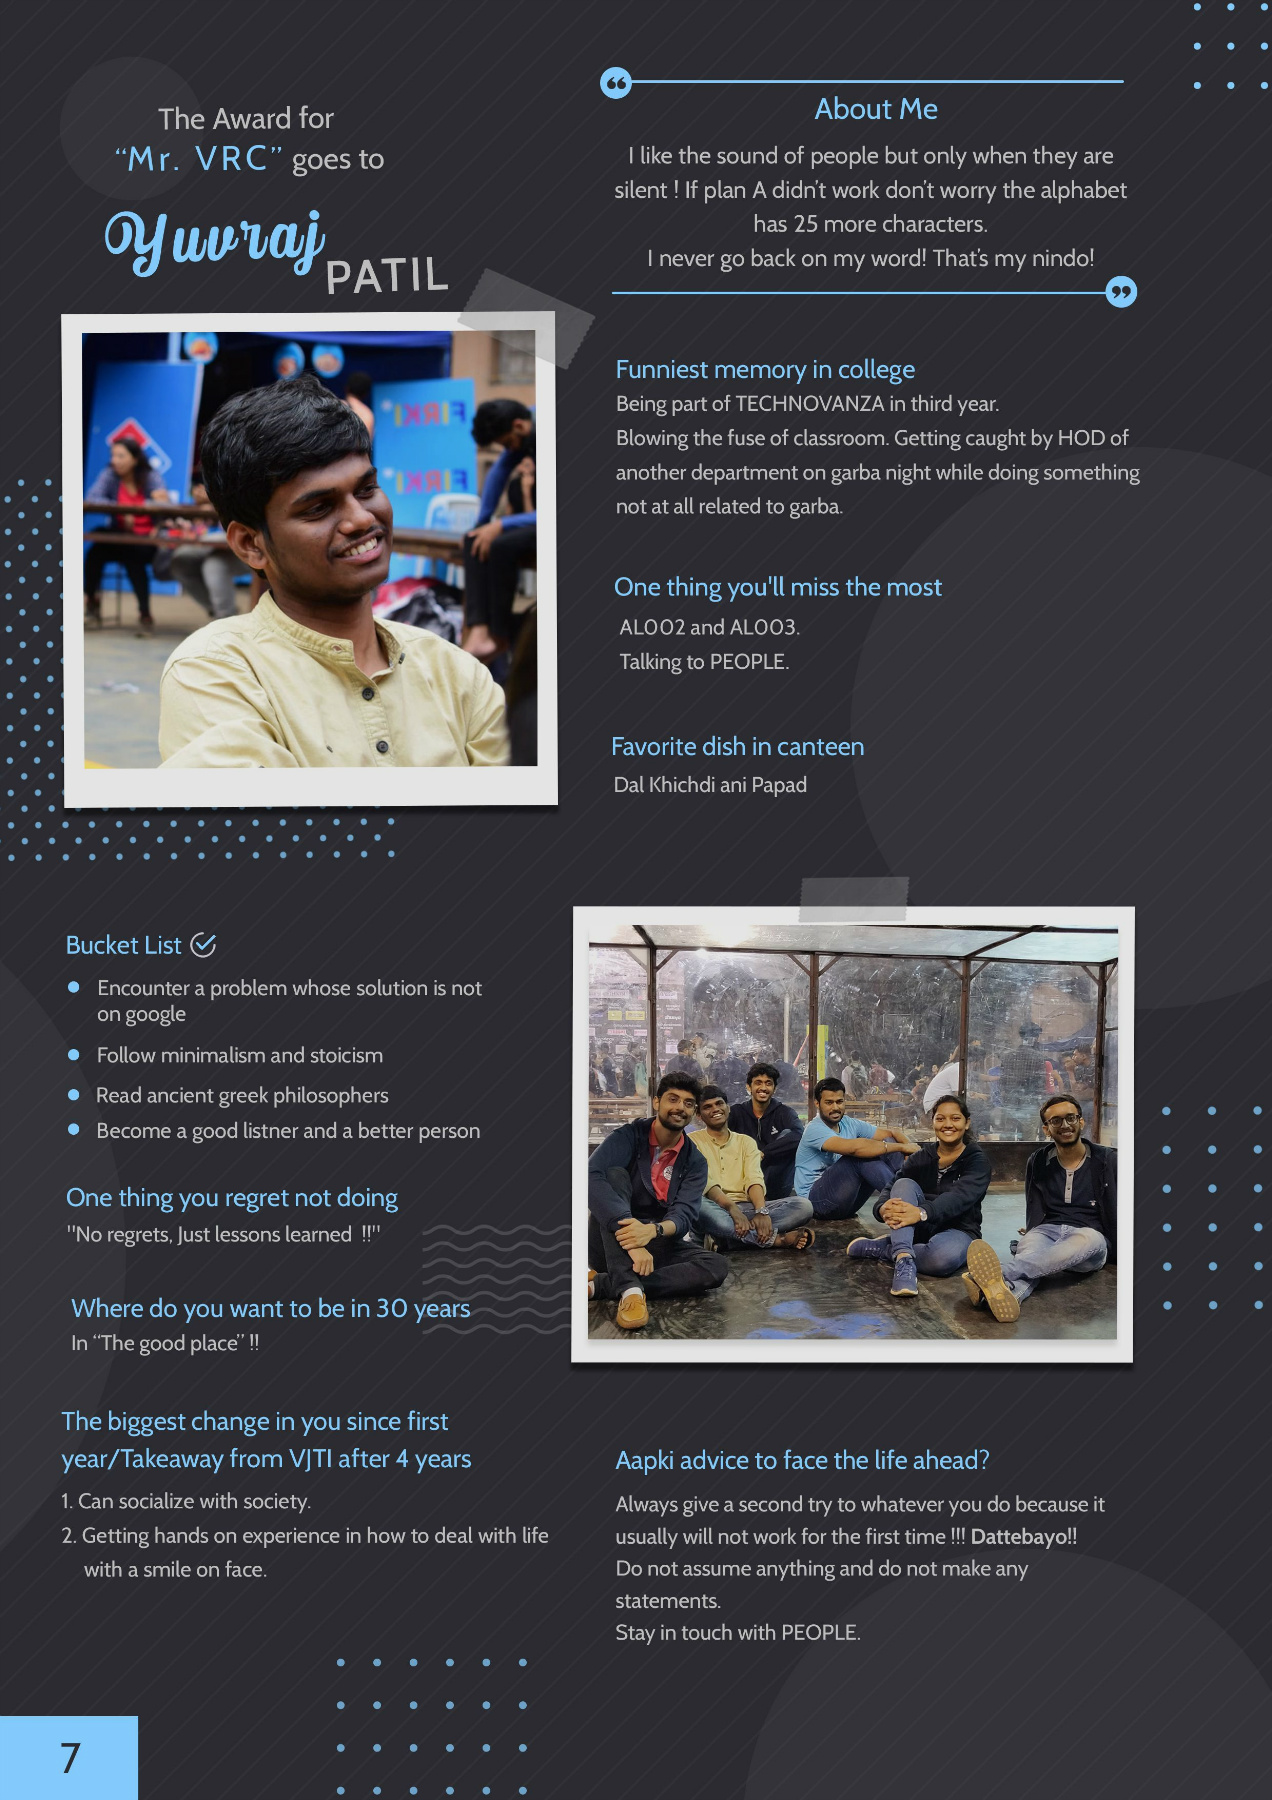 The Award for
“Mr. VRC” goes to
Yuvraj
PATIL
About Me
I like the sound of people but only when they are
silent ! If plan A didn't work don't worry the alphabet
has 25 more characters.
I never go back on my word! That's my nindo!
FIRKI
FIRKI
Funniest memory in college
Being part of TECHNOVANZA in third year.
Blowing the fuse of classroom. Getting caught by HOD of
another department on garba night while doing something
not at all related to garba.
One thing you'll miss the most
AL002 and AL003.
Talking to PEOPLE.
Favorite dish in canteen
Dal Khichdi ani Papad
Bucket List
Encounter a problem whose solution is not
on google
Follow minimalism and stoicism
Read ancient greek philosophers
Become a good listner and a better person
One thing you regret not doing
"No regrets, Just lessons learned  !!"
Where do you want to be in 30 years
In “The good place” !!
The biggest change in you since first
year/Takeaway from VJTI after 4 years
1. Can socialize with society.
2. Getting hands on experience in how to deal with life
with a smile on face.
Aapki advice to face the life ahead?
Always give a second try to whatever you do because it
usually will not work for the first time !!! Dattebayo!!
Do not assume anything and do not make any
statements.
Stay in touch with PEOPLE.
7